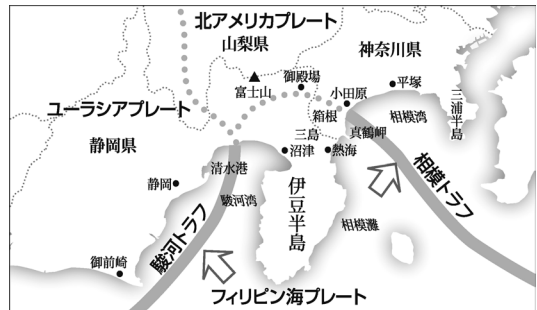 北アメリカプレート
山梨県
神奈川県
御殿場
富士山
小田原
平塚
ユーラシアプレート
箱根
相模湾
三浦半島
静岡県
三島
真鶴岬
沼津
熱海
清水港
相模トラフ
静岡
駿河湾
伊豆半島
相模灘
駿河トラフ
御前崎
フィリピン海プレート